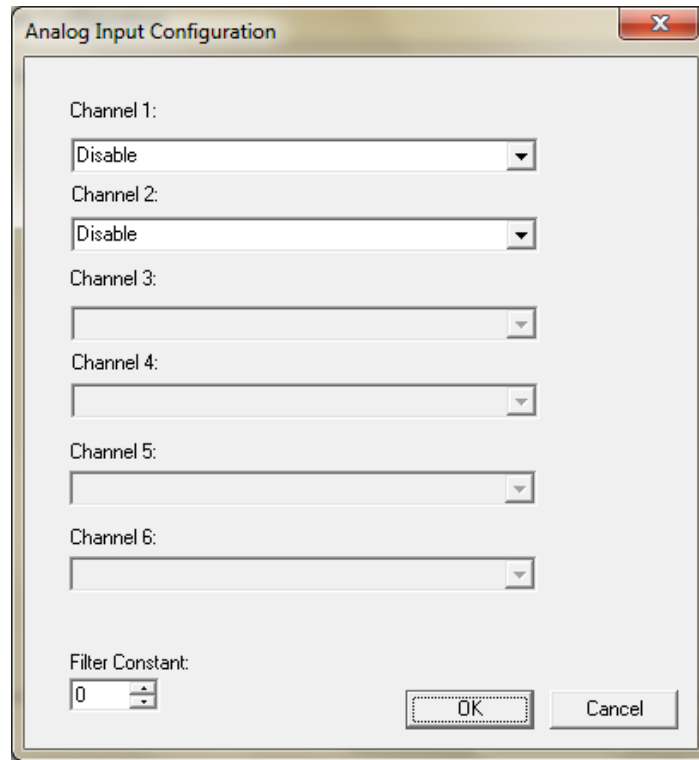 Analog Input Configuration
Channel 1:
Disable
Channel 2:
Disable
Channel 3:
Channel 4:
Channel 5:
Channel 6:
Filter Constant:
0
OK Cancel